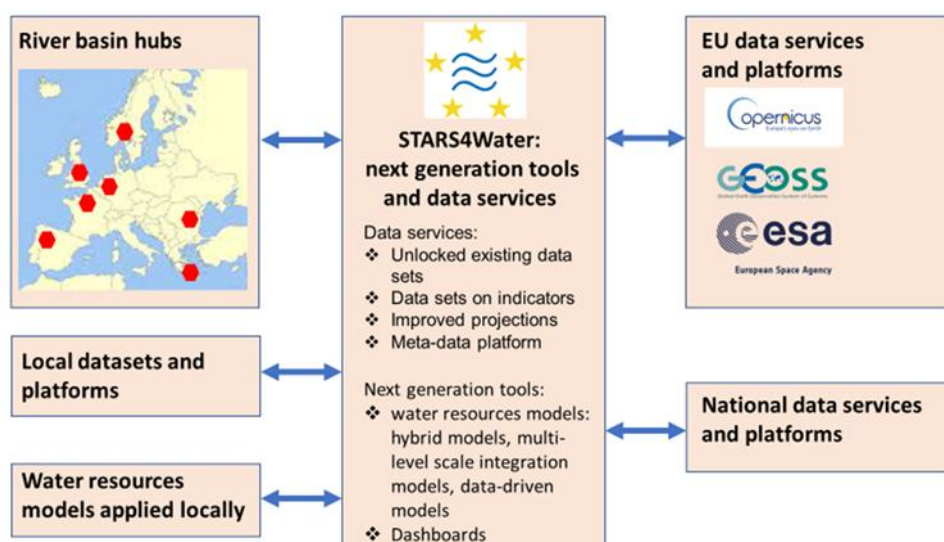 River basin hubs
Local datasets and
platforms
Water resources
models applied locally
STARS4Water:
next generation tools
and data services
Data services:
❖ Unlocked existing data
sets
❖ Data sets on indicators
❖ Improved projections
❖ Meta-data platform
Next generation tools:
❖ water resources models:
hybrid models, multi-
level scale integration
models, data-driven
models
❖ Dashboards
EU data services
and platforms
opernicus
Europe's eyes on Earth
GEOSS
Global Earth Observation System of Systems
esa
European Space Agency
National data services
and platforms